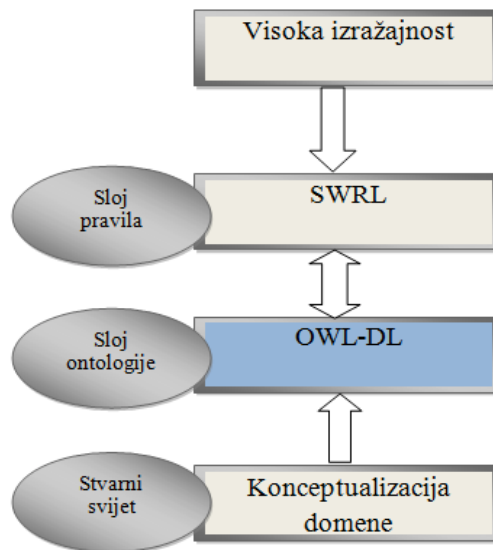 Visoka izražajnost
Sloj
pravila
SWRL
Sloj
ontologije
OWL-DL
Stvarni
svijet
Konceptualizacija
domene